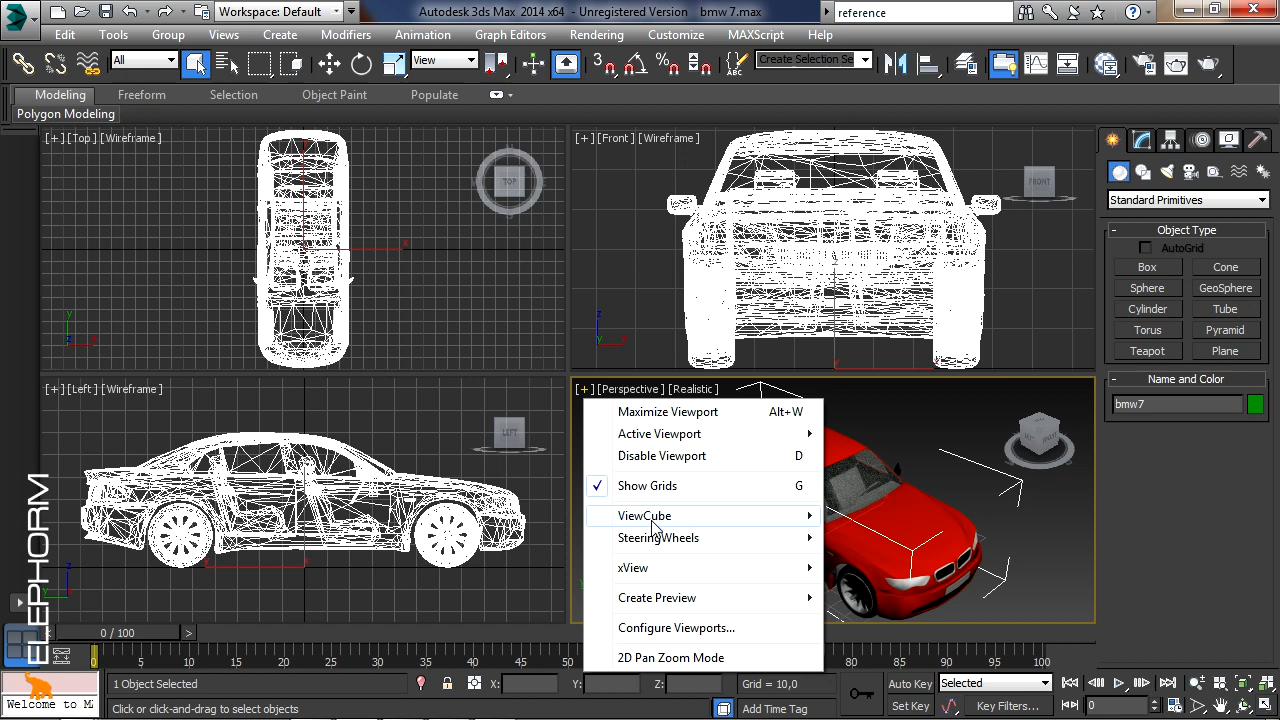 Workspace: Default
Autodesk 3ds Max 2014 x64 - Unregistered Version bmw 7.max
reference
Edit Tools Group Views Create Modifiers Animation Graph Editors Rendering Customize MAXScript Help
All
View
3
Create Selection Se
Modeling Freeform Selection Object Paint Populate
Polygon Modeling
[+] [Top] [Wireframe]
TOP
x
y
z
x
[+] [Front] [Wireframe]
FRONT
z
y
x
[+] [Left] [Wireframe]
LEFT
z
y
x
[+] [Perspective] [Realistic]
Maximize Viewport Alt+W
Active Viewport
Disable Viewport D
Show Grids G
ViewCube
SteeringWheels
xView
Create Preview
Configure Viewports...
2D Pan Zoom Mode
Standard Primitives
- Object Type
AutoGrid
Box Cone
Sphere GeoSphere
Cylinder Tube
Torus Pyramid
Teapot Plane
- Name and Color
bmw7
ELEPHORM
< 0 / 100 >
0 5 10 15 20 25 30 35 40 45 50 80 85 90 95 100
1 Object Selected X: Y: Z: Grid = 10,0 Auto Key Selected
Welcome to M
Click or click-and-drag to select objects Add Time Tag Set Key Key Filters... 0